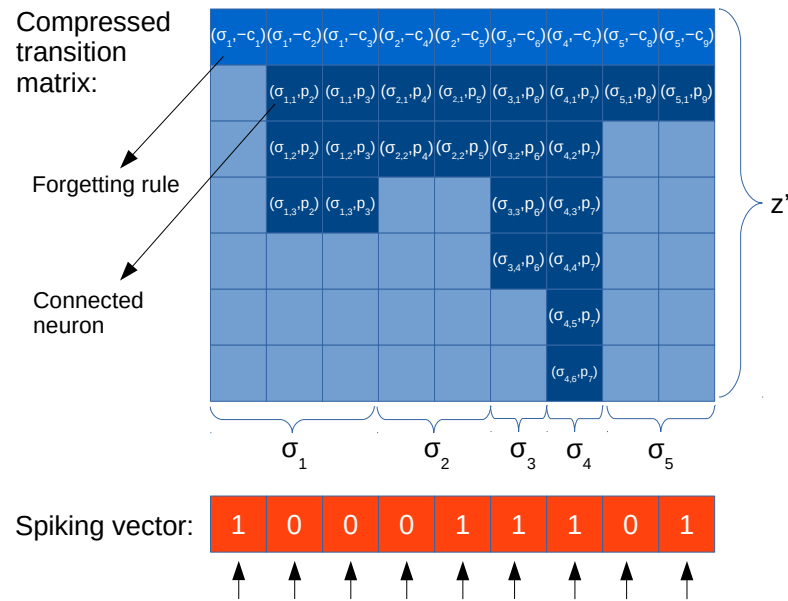 Compressed
transition
matrix:
(σ₁,−c₁) (σ₁,−c₂) (σ₁,−c₃) (σ₂,−c₄) (σ₂,−c₅) (σ₃,−c₆) (σ₄,−c₇) (σ₅,−c₈) (σ₅,−c₉)
(σ₁,₁,p₂) (σ₁,₁,p₃) (σ₂,₁,p₄) (σ₂,₁,p₅) (σ₃,₁,p₆) (σ₄,₁,p₇) (σ₅,₁,p₈) (σ₅,₁,p₉)
(σ₁,₂,p₂) (σ₁,₂,p₃) (σ₂,₂,p₄) (σ₂,₂,p₅) (σ₃,₂,p₆) (σ₄,₂,p₇)
Forgetting rule
(σ₁,₃,p₂) (σ₁,₃,p₃) (σ₃,₃,p₆) (σ₄,₃,p₇)
z'
(σ₃,₄,p₆) (σ₄,₄,p₇)
Connected
neuron
(σ₄,₅,p₇)
(σ₄,₆,p₇)
σ₁ σ₂ σ₃ σ₄ σ₅
Spiking vector: 1 0 0 0 1 1 1 0 1